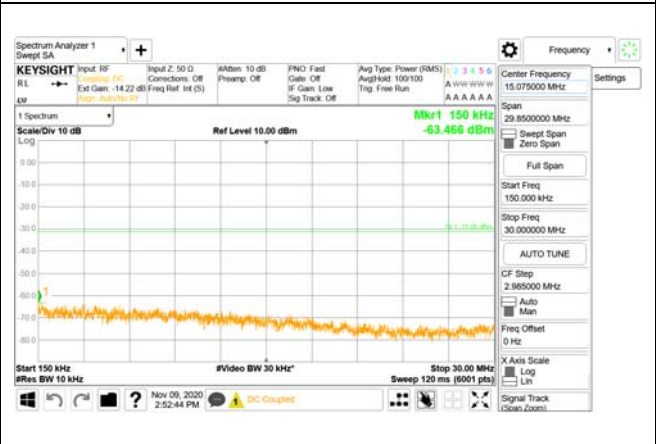 Spectrum Analyzer 1
Swept SA
Frequency
KEYSIGHT
RL
Input: RF
Coupling: DC
Ext Gain: -14.22 dB
Align: Auto/No RF
Input Z: 50 Ω
Corrections: Off
Freq Ref: Int (S)
#Atten: 10 dB
Preamp: Off
PNO: Fast
Gate: Off
IF Gain: Low
Sig Track: Off
Avg Type: Power (RMS)
Avg|Hold: 100/100
Trig: Free Run
1 2 3 4 5 6
A W W W W W
A A A A A A
Center Frequency
15.075000 MHz
Settings
1 Spectrum
Mkr1 150 kHz
-63.466 dBm
Scale/Div 10 dB
Ref Level 10.00 dBm
Log
0.00
-10.0
-20.0
-30.0
-40.0
-50.0
-60.0
-70.0
-80.0
1
Start 150 kHz
#Video BW 30 kHz*
Stop 30.00 MHz
#Res BW 10 kHz
Sweep 120 ms (6001 pts)
Span
29.8500000 MHz
Swept Span
Zero Span
Full Span
Start Freq
150.000 kHz
Stop Freq
30.000000 MHz
AUTO TUNE
CF Step
2.985000 MHz
Auto
Man
Freq Offset
0 Hz
X Axis Scale
Log
Lin
Signal Track
(Span Zoom)
Nov 09, 2020
2:52:44 PM
1
DC Coupled